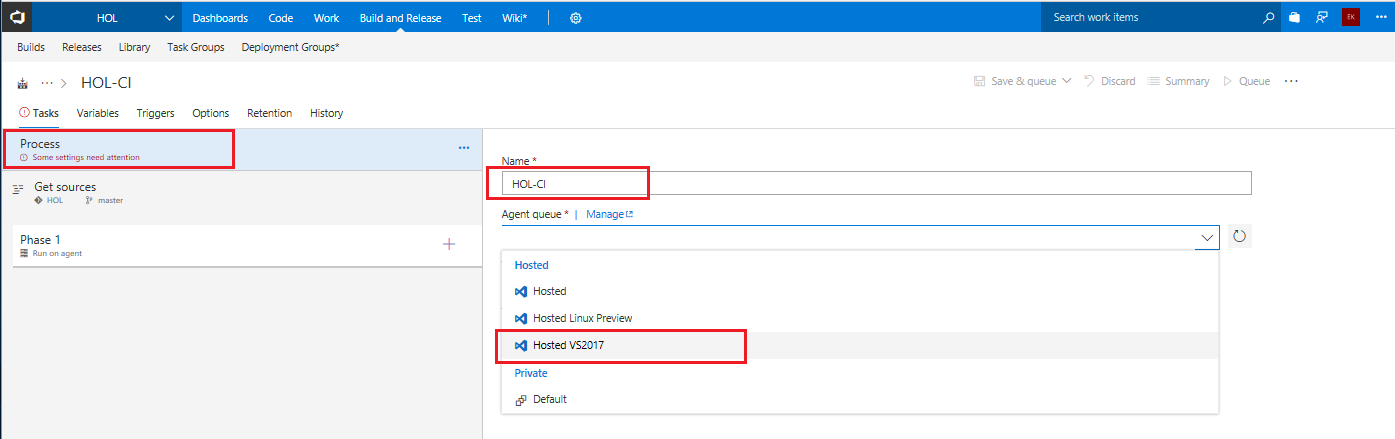 HOL Dashboards Code Work Build and Release Test Wiki* Search work items EK
Builds Releases Library Task Groups Deployment Groups*
... > HOL-CI Save & queue Discard Summary Queue ...
Tasks Variables Triggers Options Retention History
Process
Some settings need attention
...
Get sources
HOL master
Phase 1
Run on agent
Name *
HOL-CI
Agent queue * | Manage
Hosted
Hosted
Hosted Linux Preview
Hosted VS2017
Private
Default